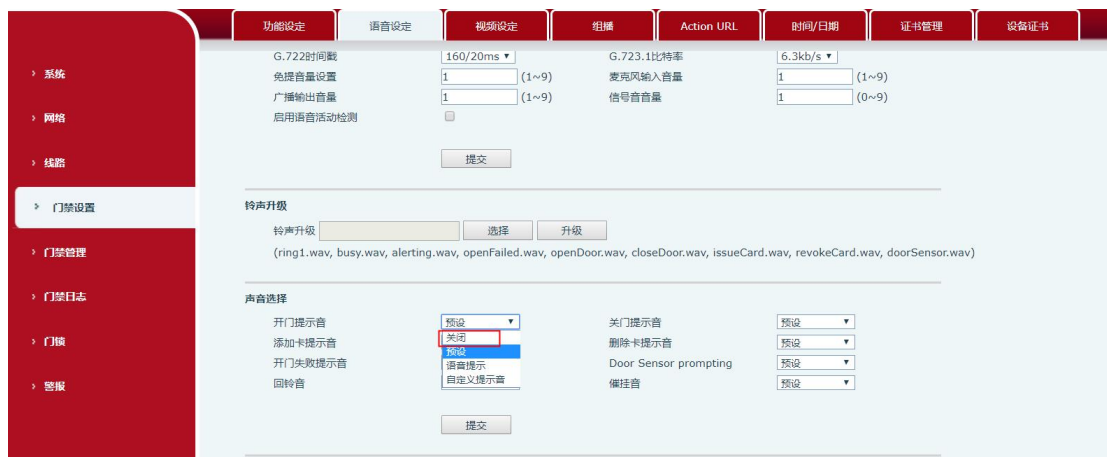 功能设定 语音设定 视频设定 组播 Action URL 时间/日期 证书管理 设备证书
› 系统
› 网络
› 线路
› 门禁设置
› 门禁管理
› 门禁日志
› 门锁
› 警报
G.722时间戳 160/20ms ▼ G.723.1比特率 6.3kb/s ▼
免提音量设置 1 (1~9) 麦克风输入音量 1 (1~9)
广播输出音量 1 (1~9) 信号音音量 1 (0~9)
启用语音活动检测
提交
铃声升级
铃声升级 选择 升级
(ring1.wav, busy.wav, alerting.wav, openFailed.wav, openDoor.wav, closeDoor.wav, issueCard.wav, revokeCard.wav, doorSensor.wav)
声音选择
开门提示音 预设 ▼ 关门提示音 预设 ▼
关闭
添加卡提示音 预设 删除卡提示音 预设 ▼
开门失败提示音 语音提示 Door Sensor prompting 预设 ▼
回铃音 自定义提示音 催挂音 预设 ▼
提交